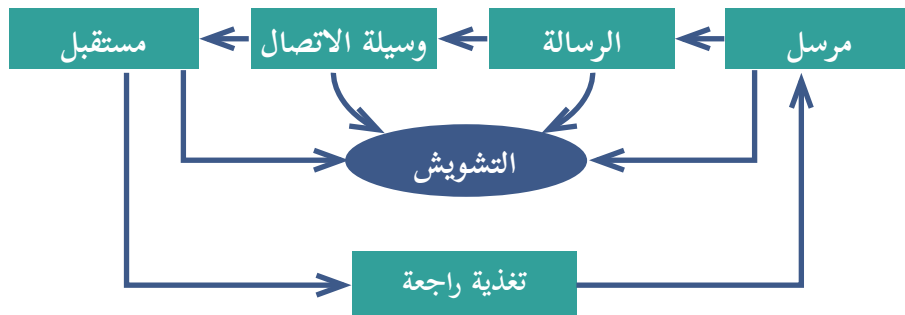 مرسل
الرسالة
وسيلة الاتصال
مستقبل
التشويش
تغذية راجعة